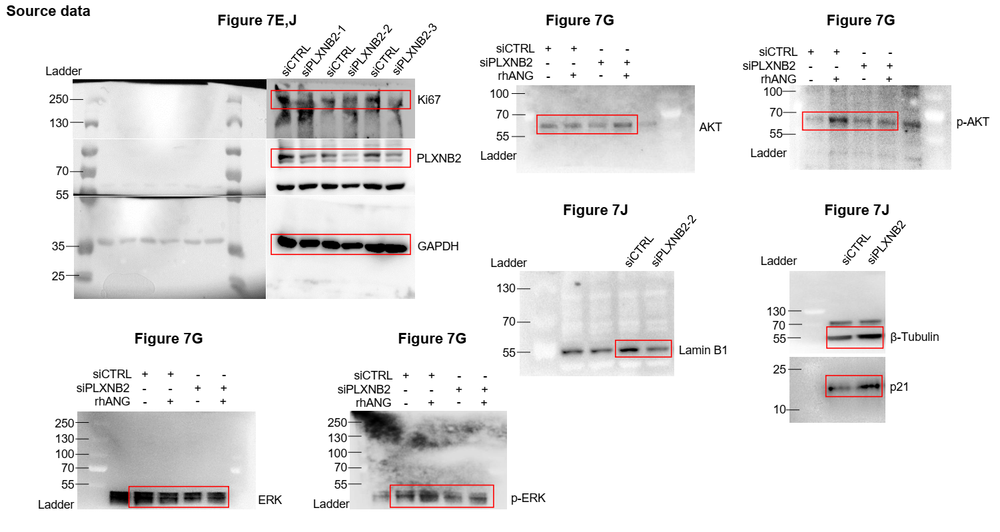 Source data
Figure 7E,J
siCTRL
siPLXNB2-1
siCTRL
siPLXNB2-2
siCTRL
siPLXNB2-3
Ladder
250
130
70
55
35
25
Ki67
PLXNB2
GAPDH
Figure 7G
siCTRL + + - -
siPLXNB2 - - + +
rhANG - + - +
100
70
55
Ladder
AKT
Figure 7G
siCTRL + + - -
siPLXNB2 - - + +
rhANG - + - +
100
70
55
Ladder
p-AKT
Figure 7J
siCTRL
siPLXNB2-2
Ladder
130
70
55
Lamin B1
Figure 7J
siCTRL
siPLXNB2
Ladder
130
70
55
β-Tubulin
25
10
p21
Figure 7G
siCTRL + + - -
siPLXNB2 - - + +
rhANG - + - +
250
130
100
70
55
Ladder
ERK
Figure 7G
siCTRL + + - -
siPLXNB2 - - + +
rhANG - + - +
250
130
100
70
55
Ladder
p-ERK